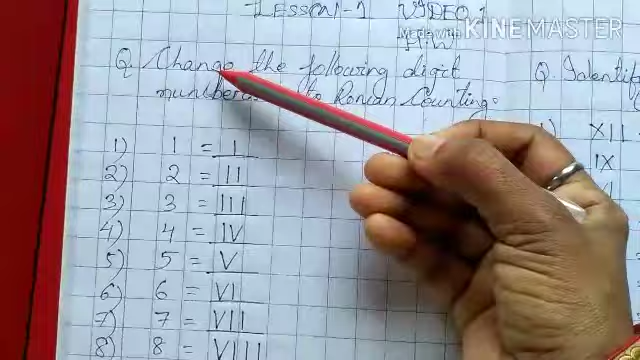 LESSON-1 VIDEO 1
Made with KINEMASTER
H.W
Q. Change the following digit
numbers to Roman Counting.
1) 1 = I
2) 2 = II
3) 3 = III
4) 4 = IV
5) 5 = V
6) 6 = VI
7) 7 = VII
8) 8 = VIII
Q. Identify
1) XII
IX